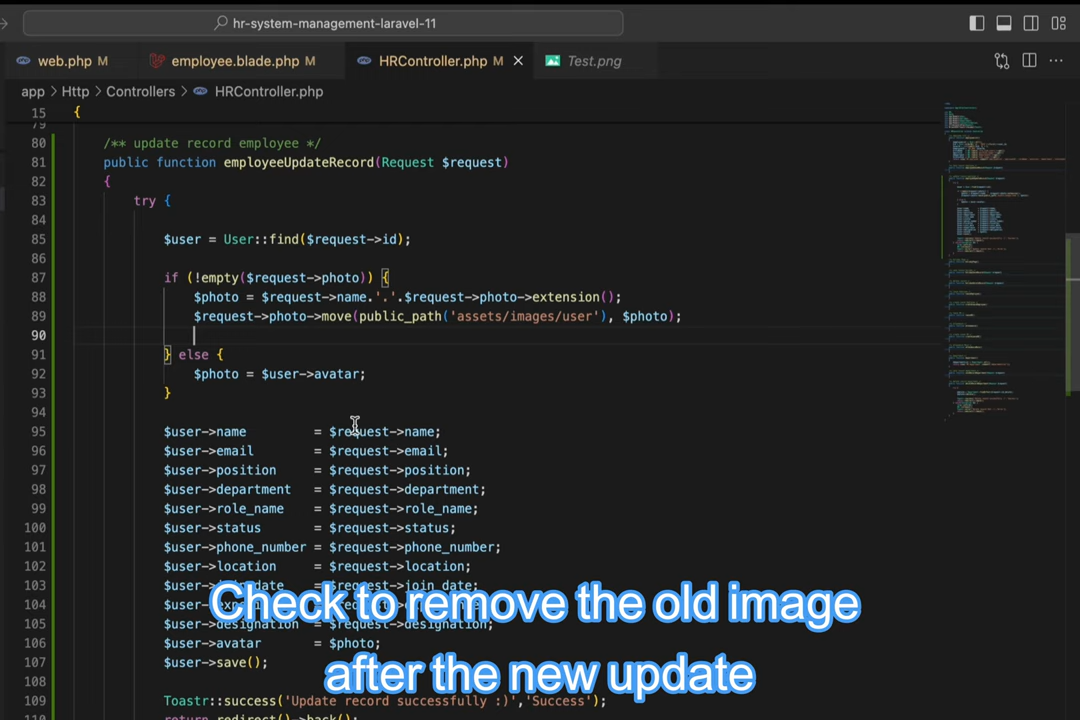 hr-system-management-laravel-11
web.php M employee.blade.php M HRController.php M Test.png
app > Http > Controllers > HRController.php
15 {
79
80 /** update record employee */
81 public function employeeUpdateRecord(Request $request)
82 {
83 try {
84
85 $user = User::find($request->id);
86
87 if (!empty($request->photo)) {
88 $photo = $request->name.'.'.$request->photo->extension();
89 $request->photo->move(public_path('assets/images/user'), $photo);
90
91 } else {
92 $photo = $user->avatar;
93 }
94
95 $user->name = $request->name;
96 $user->email = $request->email;
97 $user->position = $request->position;
98 $user->department = $request->department;
99 $user->role_name = $request->role_name;
100 $user->status = $request->status;
101 $user->phone_number = $request->phone_number;
102 $user->location = $request->location;
103 = $request->join_date;
104
105 $user->designation = $request->designation;
106 $user->avatar = $photo;
107 $user->save();
108
109 Toastr::success('Update record successfully :)','Success');
110 return redirect()->back();
Check to remove the old image
after the new update